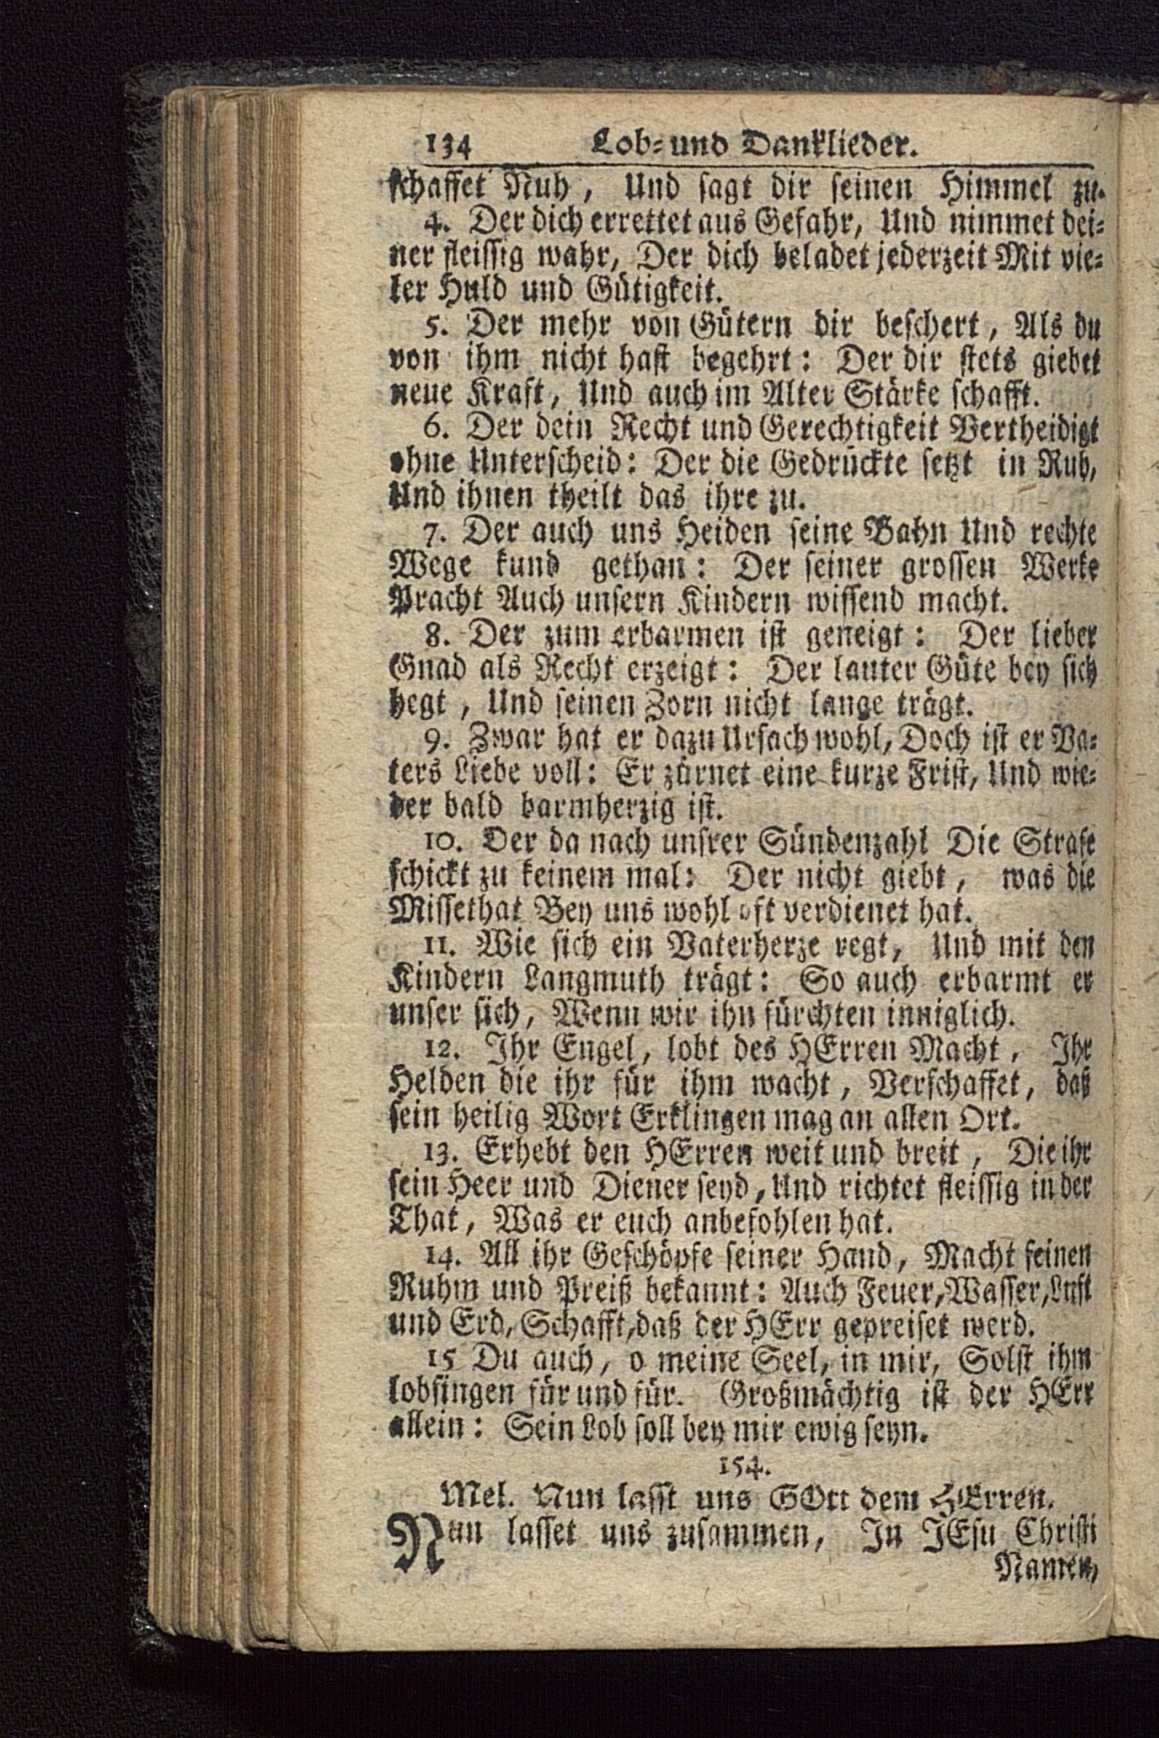 134 Lob- und Danklieder.
schaffet Ruh, Und sagt dir seinen Himmel zu.
4. Der dich errettet aus Gefahr, Und nimmet dei-
ner fleissig wahr, Der dich beladet jederzeit Mit vie-
ler Huld und Gütigkeit.
5. Der mehr von Gütern dir beschert, Als du
von ihm nicht hast begehrt: Der dir stets giebet
neue Kraft, Und auch im Alter Stärke schafft.
6. Der dein Recht und Gerechtigkeit Vertheidigt
ohne Unterscheid: Der die Gedrückte setzt in Ruh,
Und ihnen theilt das ihre zu.
7. Der auch uns Heiden seine Bahn Und rechte
Wege kund gethan: Der seiner grossen Werke
Pracht Auch unsern Kindern wissend macht.
8. Der zum erbarmen ist geneigt: Der lieber
Gnad als Recht erzeigt: Der lauter Güte bey sich
hegt, Und seinen Zorn nicht lange trägt.
9. Zwar hat er dazu Ursach wohl, Doch ist er Va-
ters Liebe voll: Er zürnet eine kurze Frist, Und wie-
der bald barmherzig ist.
10. Der da nach unsrer Sündenzahl Die Strafe
schickt zu keinem mal: Der nicht giebt, was die
Missethat Bey uns wohl oft verdienet hat.
11. Wie sich ein Vaterherze regt, Und mit den
Kindern Langmuth trägt: So auch erbarmt er
unser sich, Wenn wir ihn fürchten inniglich.
12. Ihr Engel, lobt des HErren Macht, Ihr
Helden die ihr für ihm wacht, Verschaffet, daß
sein heilig Wort Erklingen mag an allen Ort.
13. Erhebt den HErren weit und breit, Die ihr
sein Heer und Diener seyd, Und richtet fleissig in der
That, Was er euch anbefohlen hat.
14. All ihr Geschöpfe seiner Hand, Macht seinen
Ruhm und Preiß bekannt: Auch Feuer, Wasser, Luft
und Erd, Schafft, daß der HErr gepreiset werd.
15 Du auch, o meine Seel, in mir, Solst ihm
lobsingen für und für. Großmächtig ist der HErr
allein: Sein Lob soll bey mir ewig seyn.
154.
Mel. Nun lasst uns GOtt dem HErren.
Nun lasset uns zusammen, In JEsu Christi
Namen,